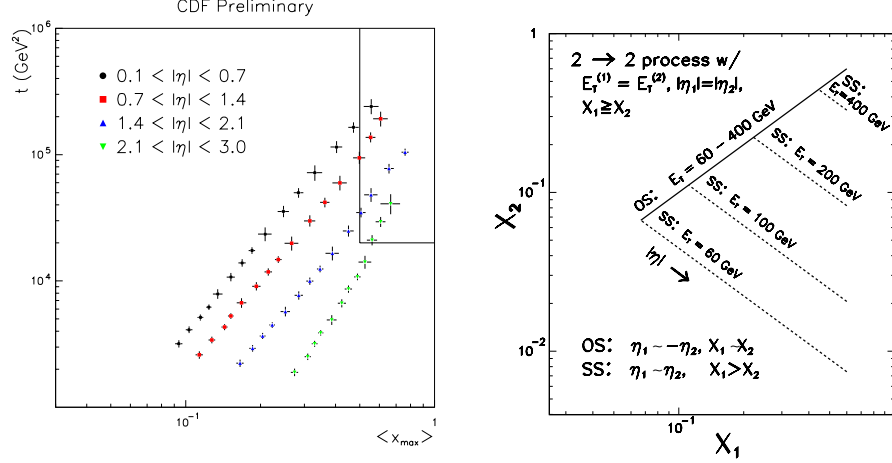 CDF Preliminary
t (GeV²)
10⁶
10⁵
10⁴
0.1 < |η| < 0.7
0.7 < |η| < 1.4
1.4 < |η| < 2.1
2.1 < |η| < 3.0
10⁻¹
1
< x_max >
X₂
1
10⁻¹
10⁻²
2 → 2 process w/
E_T⁽¹⁾ = E_T⁽²⁾, |η₁|=|η₂|,
X₁≧X₂
OS: E_T = 60 – 400 GeV
SS:
E_T=400 GeV
SS: E_T = 200 GeV
SS: E_T = 100 GeV
SS: E_T = 60 GeV
|η| →
OS: η₁ ~ –η₂, X₁ ~X₂
SS: η₁ ~ η₂, X₁>X₂
10⁻¹
X₁